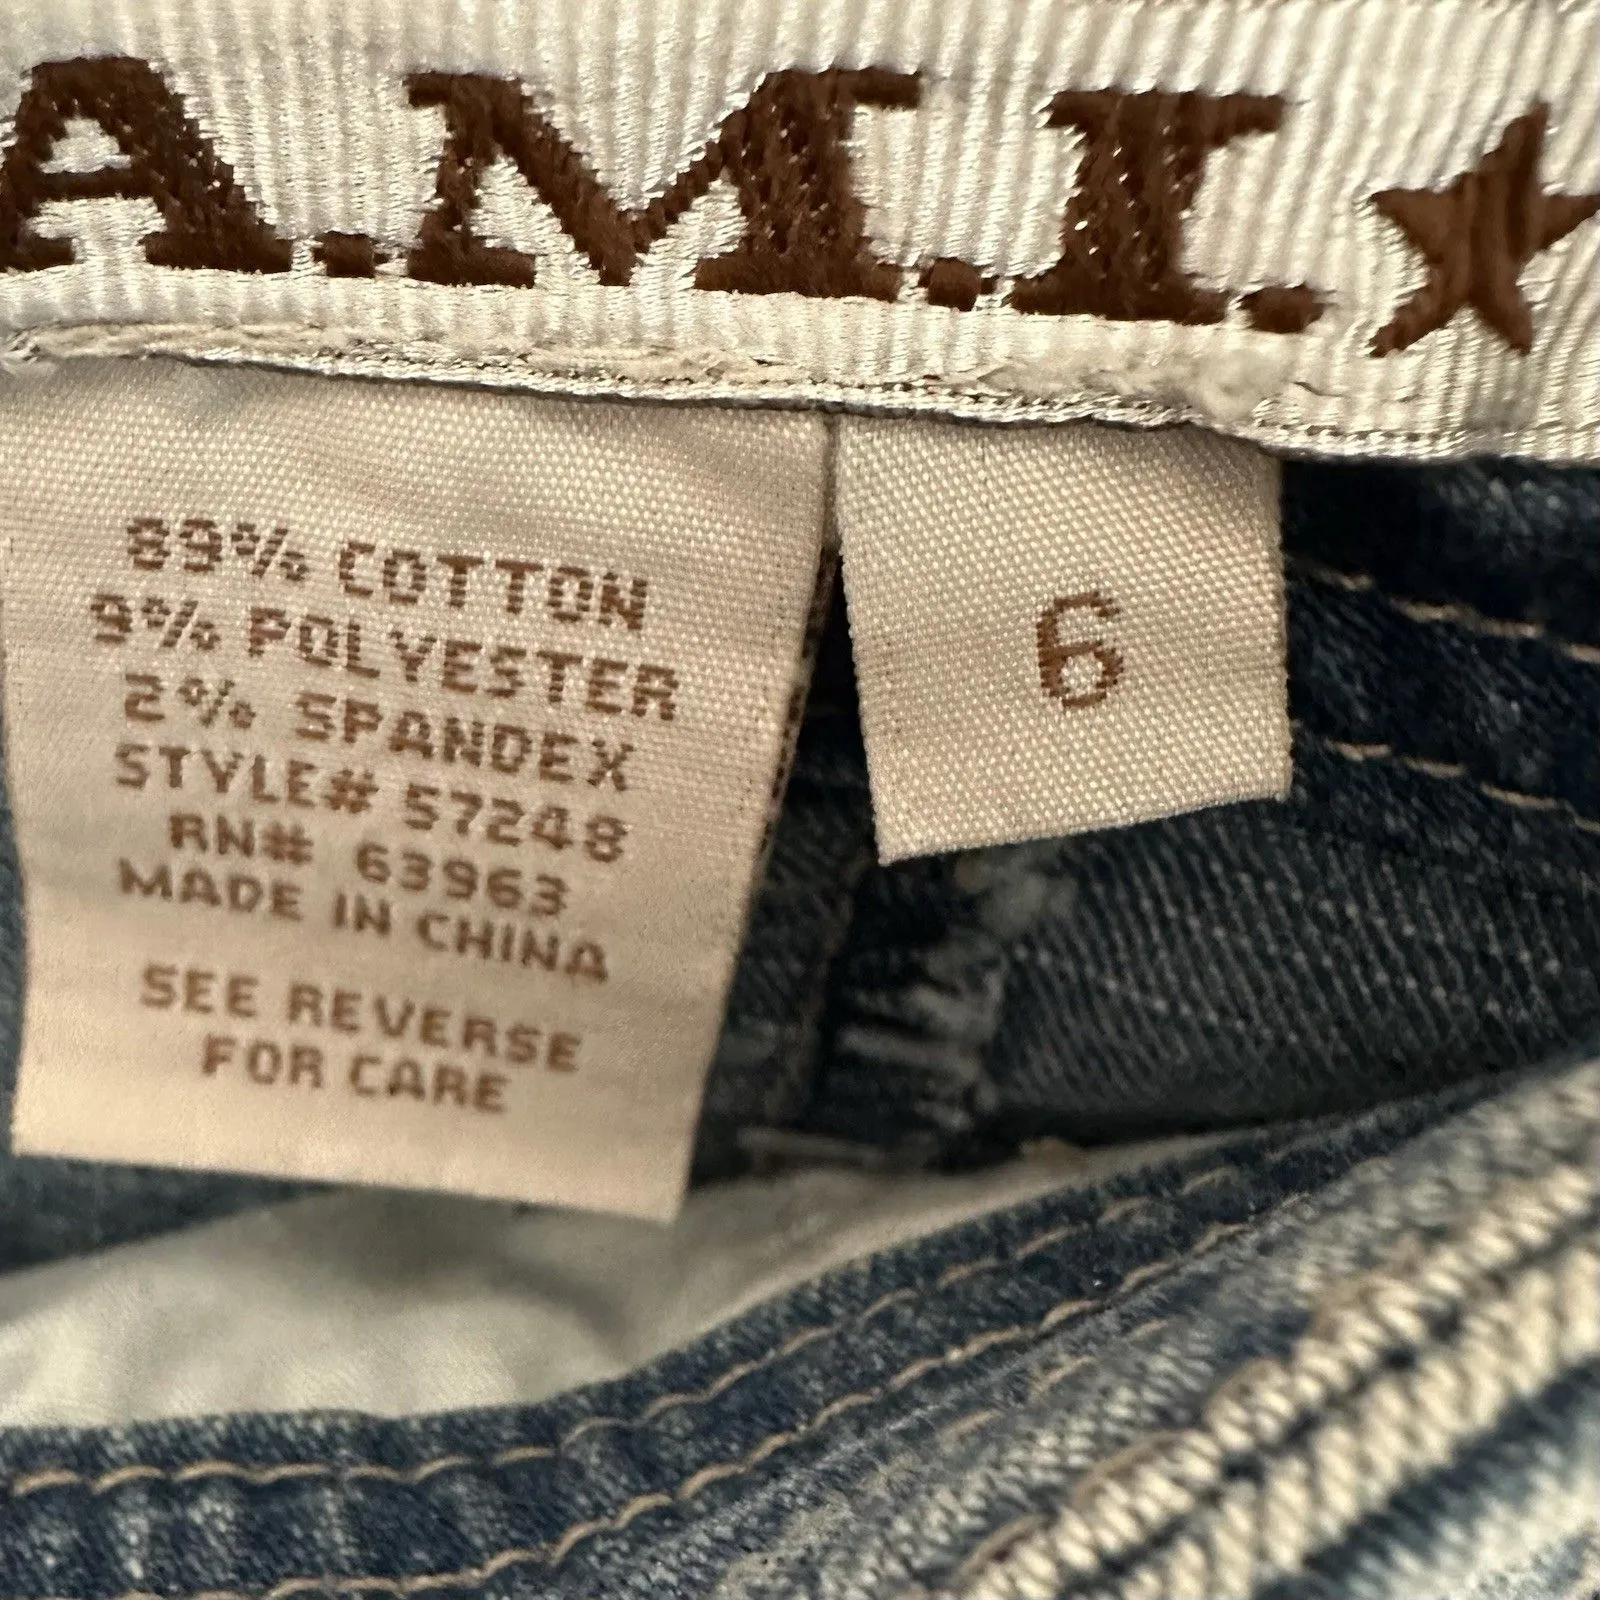 A.M.I.★
89% COTTON
9% POLYESTER
2% SPANDEX
STYLE# 57248
RN# 63963
MADE IN CHINA
SEE REVERSE
FOR CARE
6